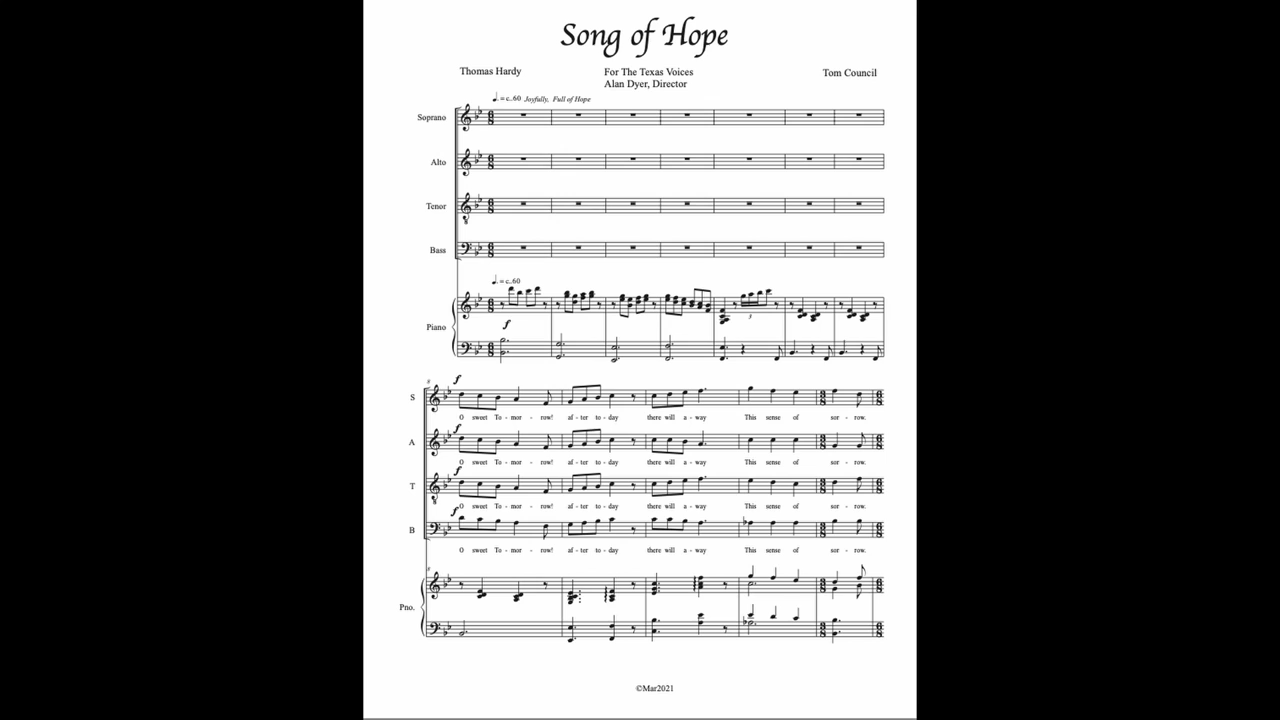 Song of Hope
Thomas Hardy
For The Texas Voices
Alan Dyer, Director
Tom Council
♩. = c. 60 Joyfully, Full of Hope
Soprano
Alto
Tenor
Bass
♩. = c. 60
Piano
f
3
8
f
S
O sweet To - mor - row! af - ter to - day there will a - way This sense of sor - row.
f
A
O sweet To - mor - row! af - ter to - day there will a - way This sense of sor - row.
f
T
O sweet To - mor - row! af - ter to - day there will a - way This sense of sor - row.
f
B
O sweet To - mor - row! af - ter to - day there will a - way This sense of sor - row.
8
Pno.
©Mar2021